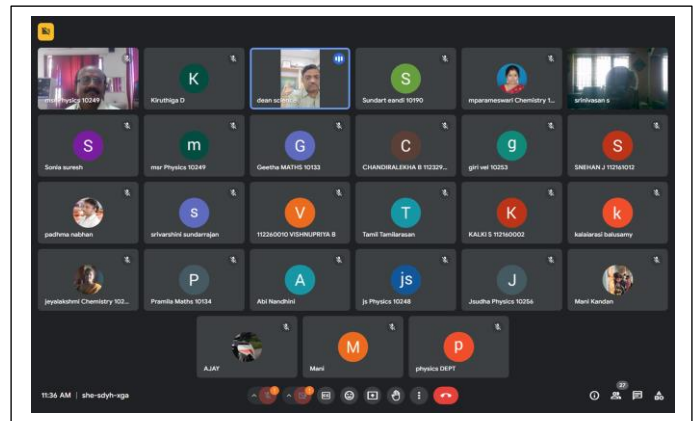 msr Physics 10249
Kiruthiga D
dean science
Sundart eandi 10190
mparameswari Chemistry 1...
srinivasan s
K
S
S
m
G
C
g
S
Sonia suresh
msr Physics 10249
Geetha MATHS 10133
CHANDIRALEKHA B 112329...
giri vel 10253
SNEHAN J 112161012
s
V
T
K
k
padhma nabhan
srivarshini sundarrajan
112260010 VISHNUPRIYA B
Tamil Tamilarasan
KALKI S 112160002
kalaiarasi balusamy
P
A
js
J
jeyalakshmi Chemistry 102...
Pramila Maths 10134
Abi Nandhini
js Physics 10248
Jsudha Physics 10256
Mani Kandan
M
p
AJAY
Mani
physics DEPT
11:36 AM | she-sdyh-xga
27